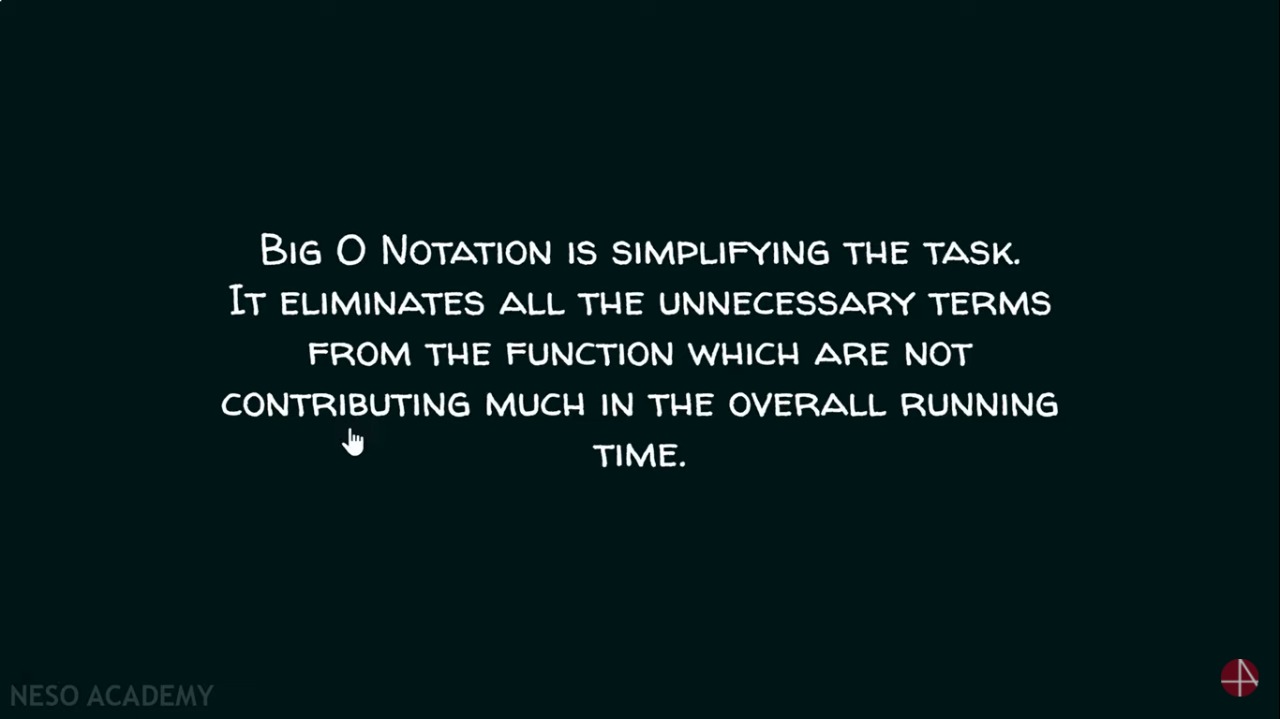 Big O Notation is simplifying the task.
It eliminates all the unnecessary terms
from the function which are not
contributing much in the overall running
time.
NESO ACADEMY